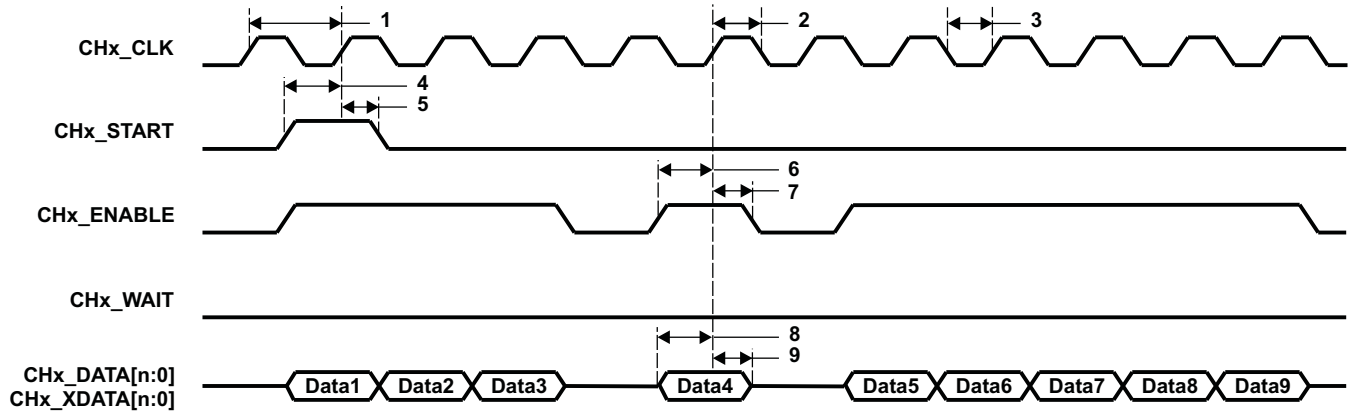 1 2 3
CHx_CLK
4
5
CHx_START
6
7
CHx_ENABLE
CHx_WAIT
8
9
CHx_DATA[n:0]
CHx_XDATA[n:0]
Data1 Data2 Data3 Data4 Data5 Data6 Data7 Data8 Data9